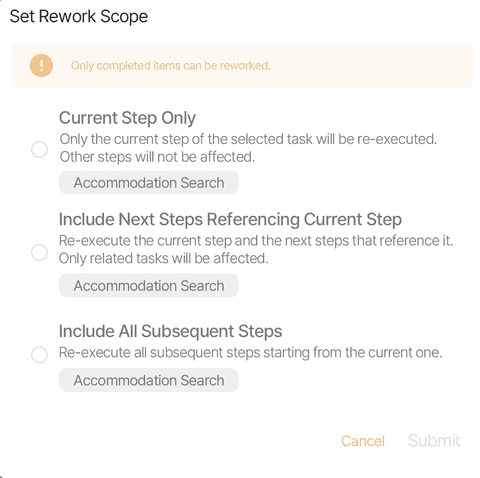 Set Rework Scope
Only completed items can be reworked.
Current Step Only
Only the current step of the selected task will be re-executed.
Other steps will not be affected.
Accommodation Search
Include Next Steps Referencing Current Step
Re-execute the current step and the next steps that reference it.
Only related tasks will be affected.
Accommodation Search
Include All Subsequent Steps
Re-execute all subsequent steps starting from the current one.
Accommodation Search
Cancel Submit